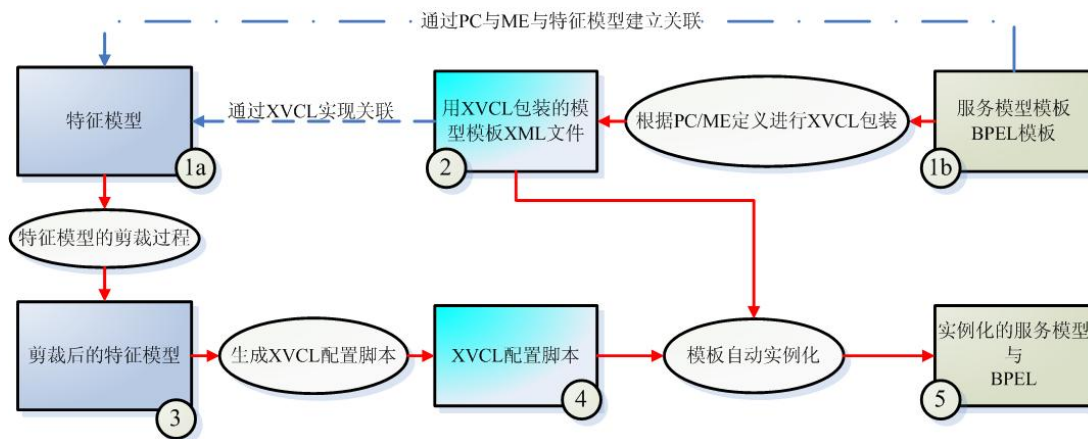 通过PC与ME与特征模型建立关联
特征模型
1a
通过XVCL实现关联
用XVCL包装的模
型模板XML文件
2
根据PC/ME定义进行XVCL包装
服务模型模板
BPEL模板
1b
特征模型的剪裁过程
剪裁后的特征模型
3
生成XVCL配置脚本
XVCL配置脚本
4
模板自动实例化
实例化的服务模型
与
BPEL
5